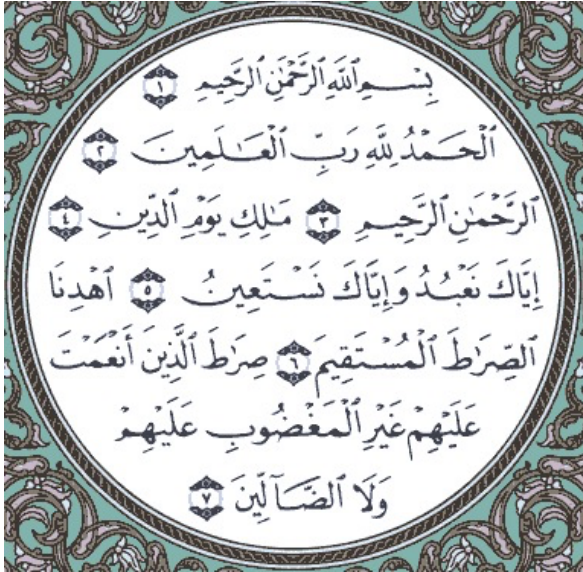 بِسْمِ ٱللَّهِ ٱلرَّحْمَٰنِ ٱلرَّحِيمِ ١
ٱلْحَمْدُ لِلَّهِ رَبِّ ٱلْعَٰلَمِينَ ٢
ٱلرَّحْمَٰنِ ٱلرَّحِيمِ ٣ مَٰلِكِ يَوْمِ ٱلدِّينِ ٤
إِيَّاكَ نَعْبُدُ وَإِيَّاكَ نَسْتَعِينُ ٥ ٱهْدِنَا
ٱلصِّرَٰطَ ٱلْمُسْتَقِيمَ ٦ صِرَٰطَ ٱلَّذِينَ أَنْعَمْتَ
عَلَيْهِمْ غَيْرِ ٱلْمَغْضُوبِ عَلَيْهِمْ
وَلَا ٱلضَّآلِّينَ ٧